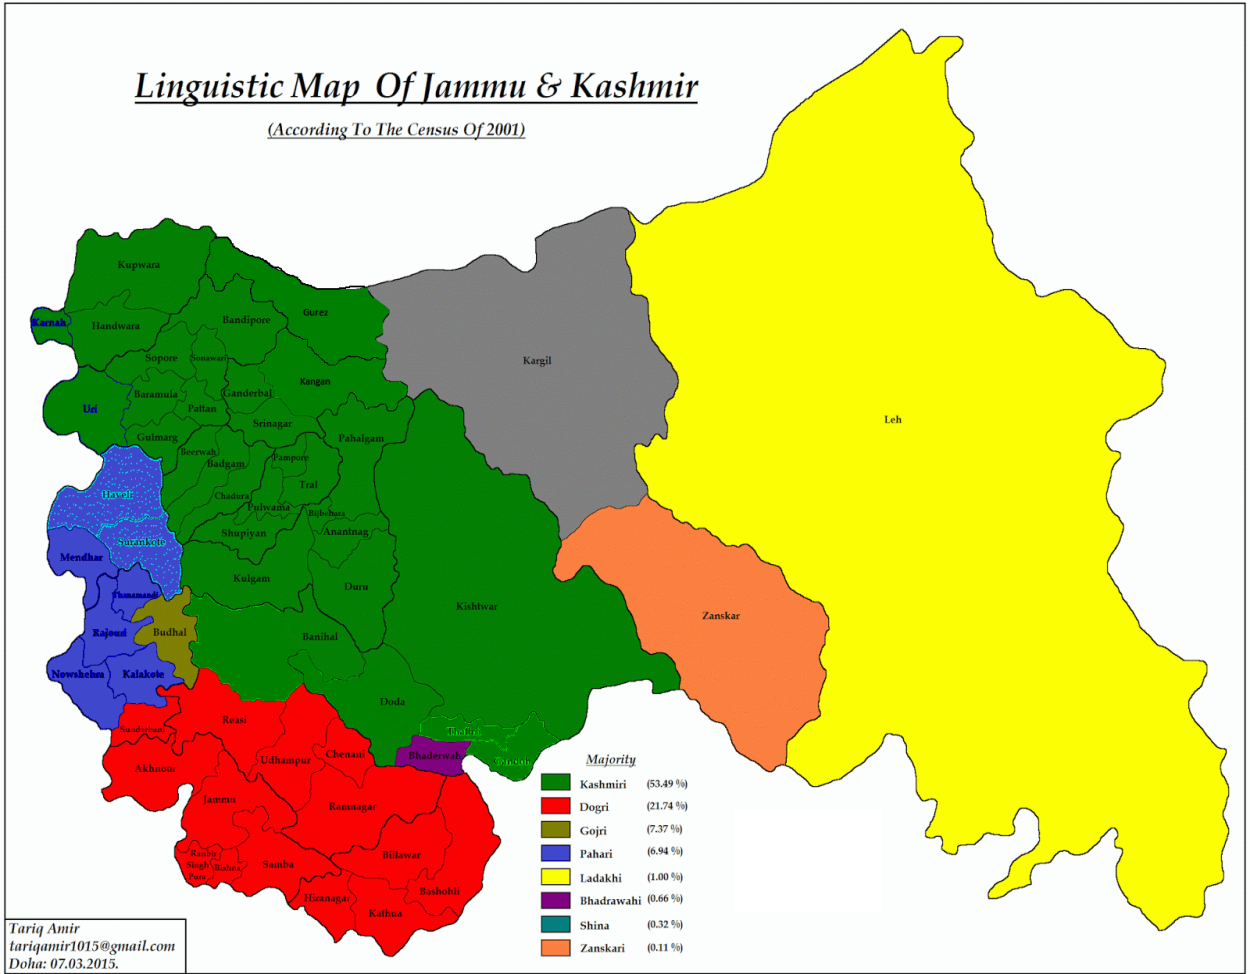 Linguistic Map Of Jammu & Kashmir
(According To The Census Of 2001)
Kupwara
Karnah
Handwara
Bandipore
Gurez
Sopore
Sonawari
Kargil
Uri
Baramula
Pattan
Ganderbal
Kangan
Leh
Gulmarg
Srinagar
Pahalgam
Beerwah
Badgam
Pampore
Tral
Haveli
Chadura
Pulwama
Bijbehara
Surankote
Shupiyan
Anantnag
Mendhar
Kulgam
Duru
Thanamandi
Kishtwar
Zanskar
Rajouri
Budhal
Banihal
Nowshehra
Kalakote
Doda
Sunderbani
Reasi
Thathri
Udhampur
Chenani
Bhaderwah
Gandoh
Akhnour
Jammu
Ramnagar
Ranbir
Singh
Pura
Bishna
Samba
Billawar
Hiranagar
Bashohli
Kathua
Majority
Kashmiri (53.49 %)
Dogri (21.74 %)
Gojri (7.37 %)
Pahari (6.94 %)
Ladakhi (1.00 %)
Bhadrawahi (0.66 %)
Shina (0.32 %)
Zanskari (0.11 %)
Tariq Amir
tariqamir1015@gmail.com
Doha: 07.03.2015.